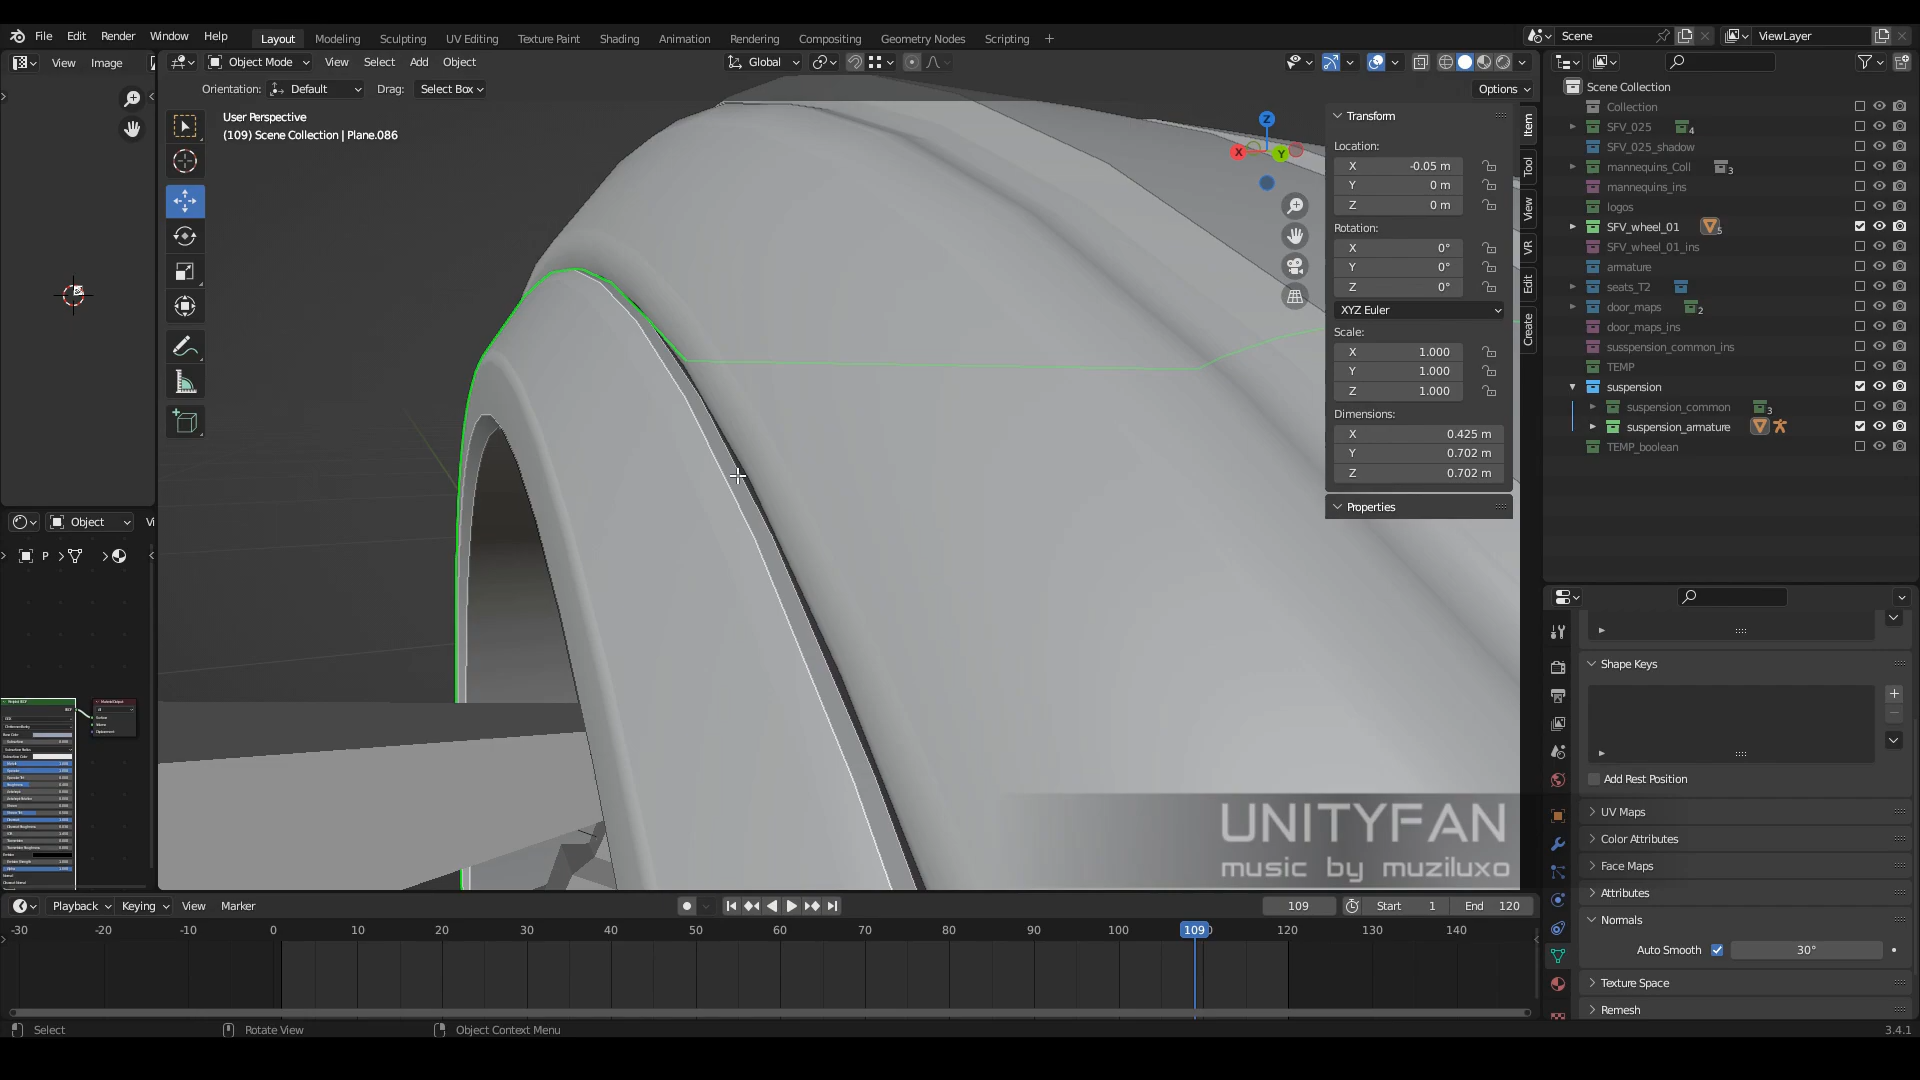 File Edit Render Window Help
Layout Modeling Sculpting UV Editing Texture Paint Shading Animation Rendering Compositing Geometry Nodes Scripting +
Scene
ViewLayer
View Image
Object Mode View Select Add Object
Global
Orientation: Default Drag: Select Box
Options
User Perspective
(109) Scene Collection | Plane.086
Z
X
Y
Transform
Location:
X -0.05 m
Y 0 m
Z 0 m
Rotation:
X 0°
Y 0°
Z 0°
XYZ Euler
Scale:
X 1.000
Y 1.000
Z 1.000
Dimensions:
X 0.425 m
Y 0.702 m
Z 0.702 m
Properties
Item
Tool
View
VR
Edit
Create
Scene Collection
Collection
SFV_025 4
SFV_025_shadow
mannequins_Coll 3
mannequins_ins
logos
SFV_wheel_01 5
SFV_wheel_01_ins
armature
seats_T2
door_maps 2
door_maps_ins
susspension_common_ins
TEMP
suspension
suspension_common 3
suspension_armature
TEMP_boolean
Object Vi
P
Shape Keys
Add Rest Position
UV Maps
Color Attributes
Face Maps
Attributes
Normals
Auto Smooth 30°
Texture Space
Remesh
UNITYFAN
music by muziluxo
Playback Keying View Marker
109 Start 1 End 120
-30 -20 -10 0 10 20 30 40 50 60 70 80 90 100 109 120 130 140
Select Rotate View Object Context Menu
3.4.1